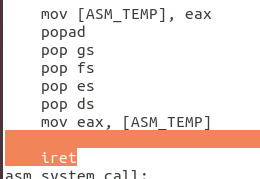 mov [ASM_TEMP], eax
popad
pop gs
pop fs
pop es
pop ds
mov eax, [ASM_TEMP]
iret
asm_system_call: